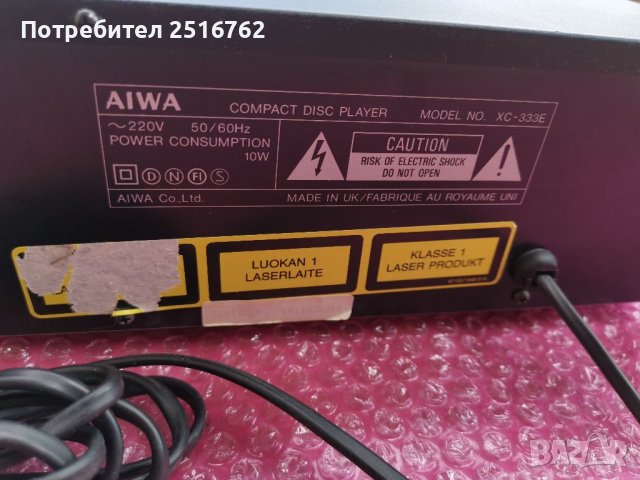 Потребител 2516762
AIWA COMPACT DISC PLAYER MODEL NO. XC-333E
~220V 50/60Hz
POWER CONSUMPTION
10W
CAUTION
RISK OF ELECTRIC SHOCK
DO NOT OPEN
D N FI S
AIWA Co., Ltd. MADE IN UK/FABRIQUE AU ROYAUME UNI
LUOKAN 1
LASERLAITE
KLASSE 1
LASER PRODUKT
BAZAR